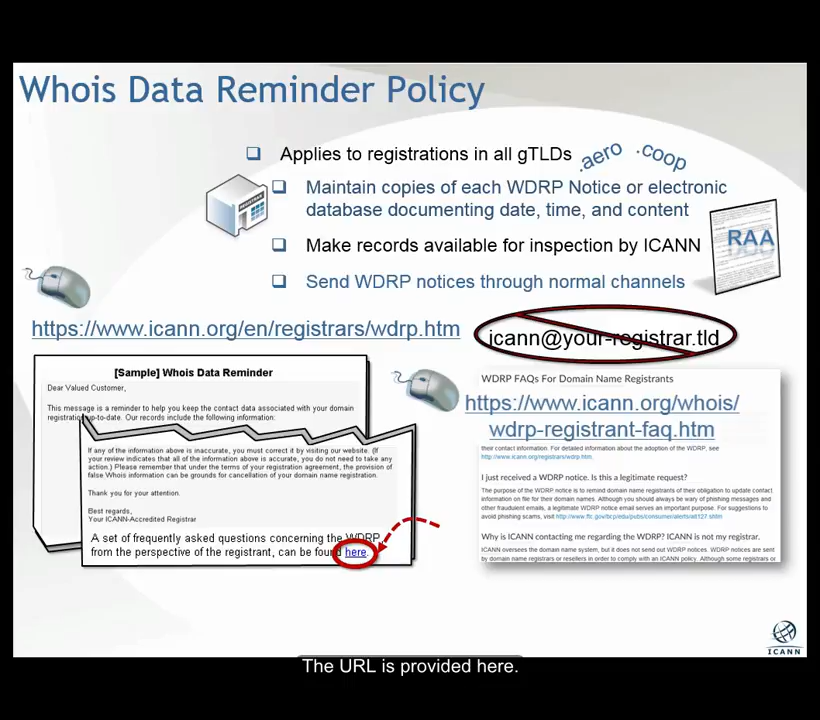 Whois Data Reminder Policy
Applies to registrations in all gTLDs
.aero .coop
REGISTRAR
Maintain copies of each WDRP Notice or electronic
database documenting date, time, and content
Make records available for inspection by ICANN
RAA
Send WDRP notices through normal channels
https://www.icann.org/en/registrars/wdrp.htm
icann@your-registrar.tld
[Sample] Whois Data Reminder
Dear Valued Customer,
This message is a reminder to help you keep the contact data associated with your domain
registration up-to-date. Our records include the following information:
If any of the information above is inaccurate, you must correct it by visiting our website. (If
your review indicates that all of the information above is accurate, you do not need to take any
action.) Please remember that under the terms of your registration agreement, the provision of
false Whois information can be grounds for cancellation of your domain name registration.
Thank you for your attention.
Best regards,
Your ICANN-Accredited Registrar
A set of frequently asked questions concerning the WDRP,
from the perspective of the registrant, can be found here.
WDRP FAQs For Domain Name Registrants
https://www.icann.org/whois/
wdrp-registrant-faq.htm
their contact information. For detailed information about the adoption of the WDRP, see
http://www.icann.org/registrars/wdrp.htm.
I just received a WDRP notice. Is this a legitimate request?
The purpose of the WDRP notice is to remind domain name registrants of their obligation to update contact
information on file for their domain names. Although you should always be wary of phishing messages and
other fraudulent emails, a legitimate WDRP notice email serves an important purpose. For suggestions to
avoid phishing scams, visit http://www.ftc.gov/bcp/edu/pubs/consumer/alerts/alt127.shtm
Why is ICANN contacting me regarding the WDRP? ICANN is not my registrar.
ICANN oversees the domain name system, but it does not send out WDRP notices. WDRP notices are sent
by domain name registrars or resellers in order to comply with an ICANN policy. Although some registrars or
ICANN
The URL is provided here.